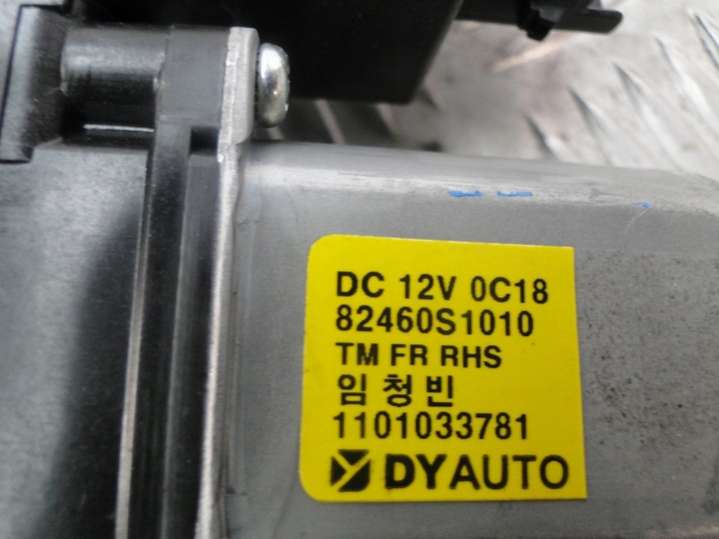 DC 12V 0C18
82460S1010
TM FR RHS
임청빈
1101033781
DYAUTO